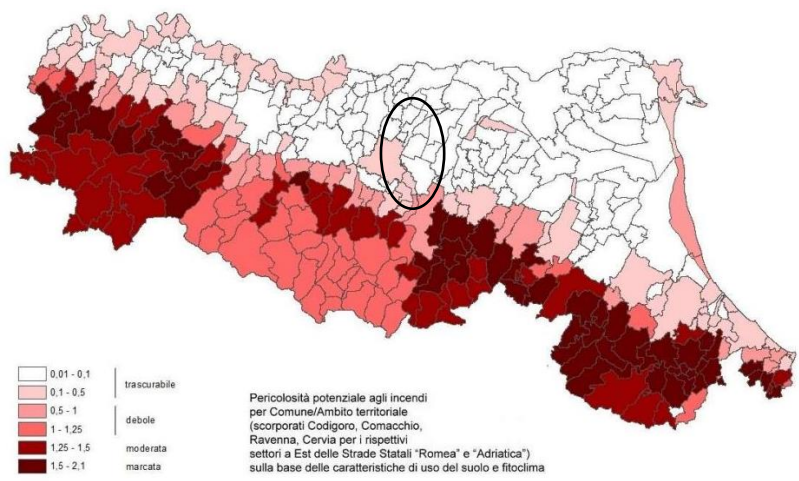 0,01 - 0,1
0,1 - 0,5
trascurabile
0,5 - 1
1 - 1,25
debole
1,25 - 1,5 moderata
1,5 - 2,1 marcata
Pericolosità potenziale agli incendi
per Comune/Ambito territoriale
(scorporati Codigoro, Comacchio,
Ravenna, Cervia per i rispettivi
settori a Est delle Strade Statali "Romea" e "Adriatica")
sulla base delle caratteristiche di uso del suolo e fitoclima